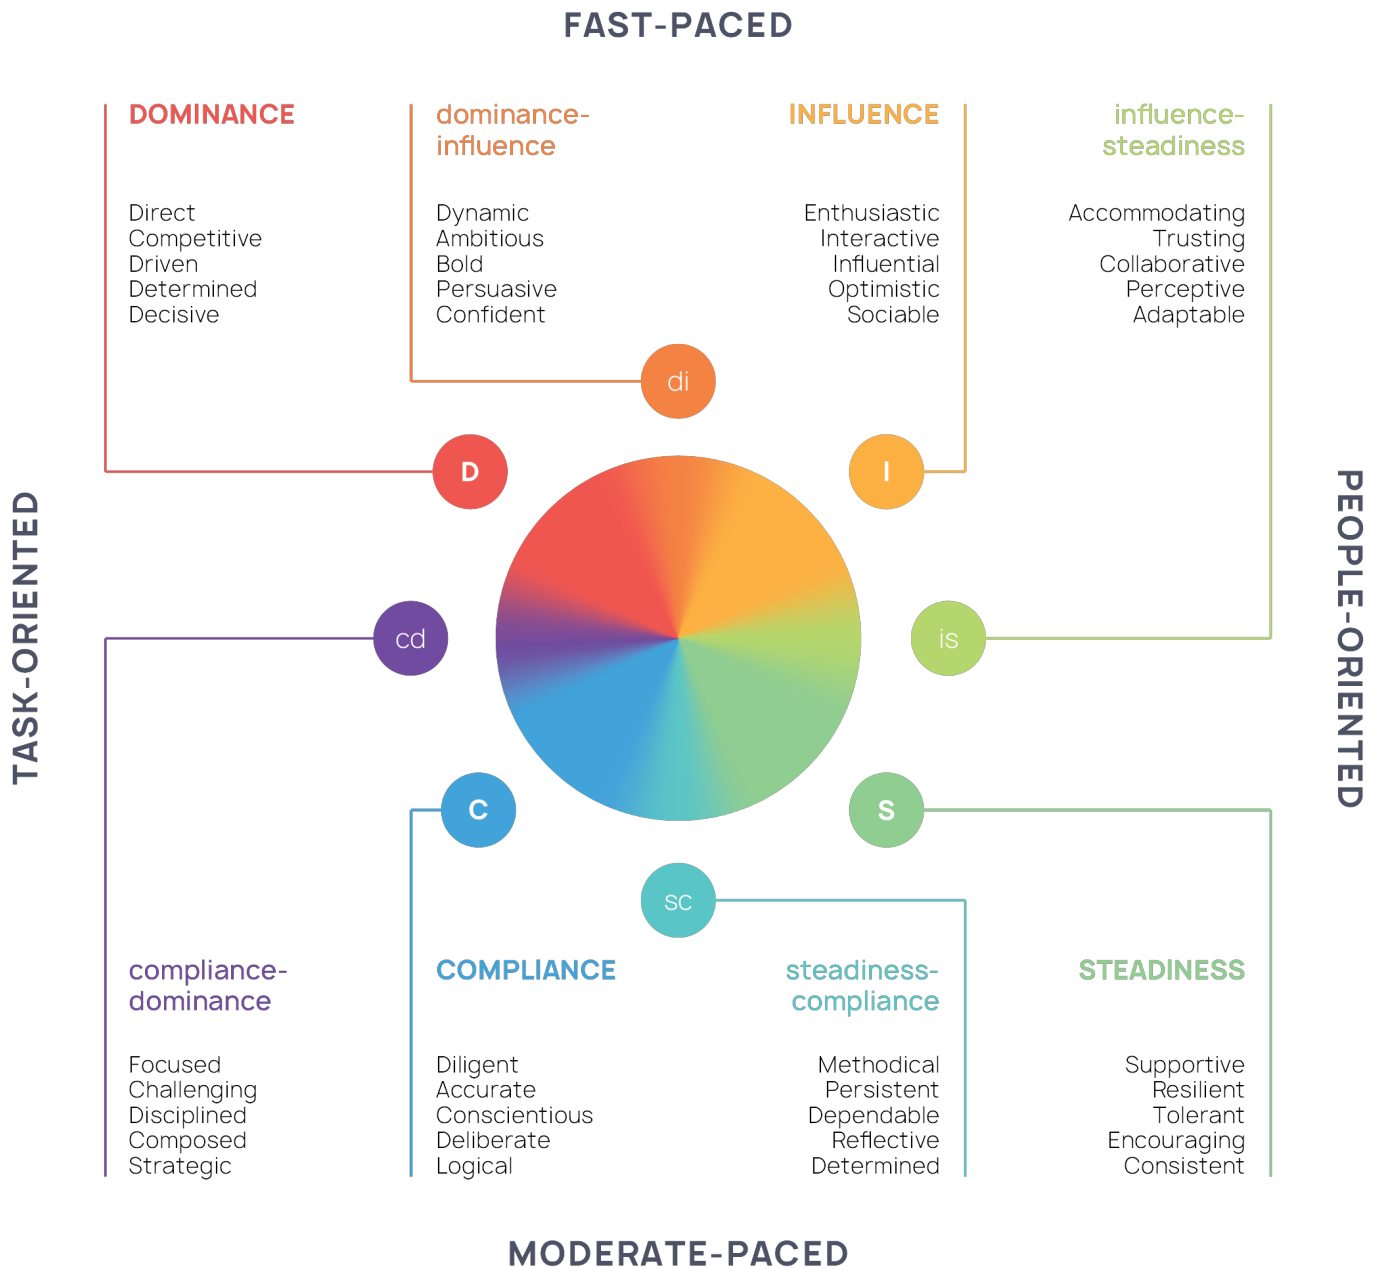 FAST-PACED
DOMINANCE
Direct
Competitive
Driven
Determined
Decisive
dominance-
influence
Dynamic
Ambitious
Bold
Persuasive
Confident
INFLUENCE
Enthusiastic
Interactive
Influential
Optimistic
Sociable
influence-
steadiness
Accommodating
Trusting
Collaborative
Perceptive
Adaptable
di
D
I
TASK-ORIENTED
cd
is
PEOPLE-ORIENTED
C
S
sc
compliance-
dominance
Focused
Challenging
Disciplined
Composed
Strategic
COMPLIANCE
Diligent
Accurate
Conscientious
Deliberate
Logical
steadiness-
compliance
Methodical
Persistent
Dependable
Reflective
Determined
STEADINESS
Supportive
Resilient
Tolerant
Encouraging
Consistent
MODERATE-PACED